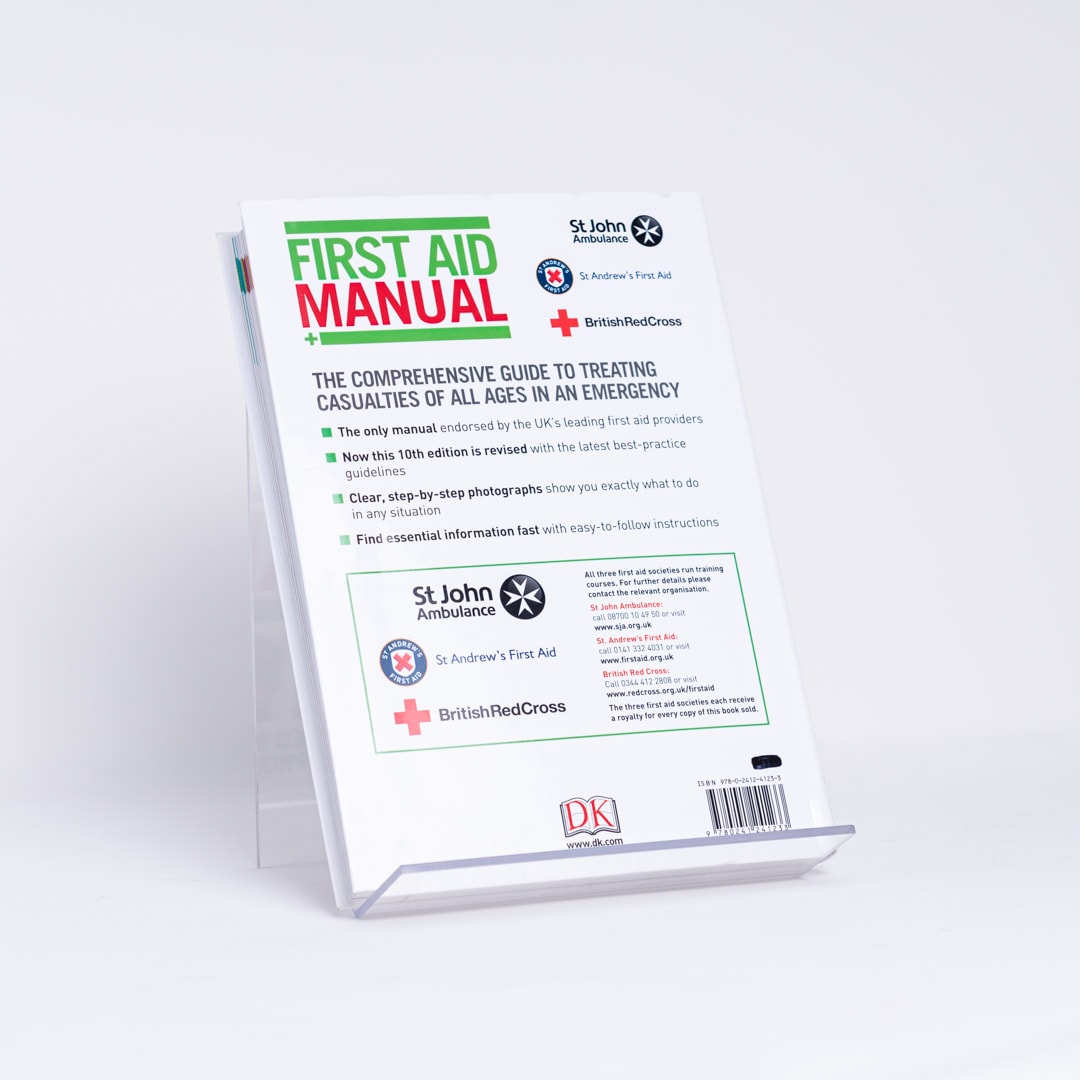 FIRST AID
MANUAL
St John
Ambulance
ST ANDREW'S FIRST AID
St Andrew's First Aid
BritishRedCross
THE COMPREHENSIVE GUIDE TO TREATING
CASUALTIES OF ALL AGES IN AN EMERGENCY
The only manual endorsed by the UK's leading first aid providers
Now this 10th edition is revised with the latest best-practice
guidelines
Clear, step-by-step photographs show you exactly what to do
in any situation
Find essential information fast with easy-to-follow instructions
St John
Ambulance
ST ANDREW'S FIRST AID
St Andrew's First Aid
BritishRedCross
All three first aid societies run training
courses. For further details please
contact the relevant organisation.
St John Ambulance:
call 08700 10 49 50 or visit
www.sja.org.uk
St. Andrew's First Aid:
call 0141 332 4031 or visit
www.firstaid.org.uk
British Red Cross:
Call 0344 412 2808 or visit
www.redcross.org.uk/firstaid
The three first aid societies each receive
a royalty for every copy of this book sold.
DK
www.dk.com
ISBN 978-0-2412-4123-3
9 780241 241233